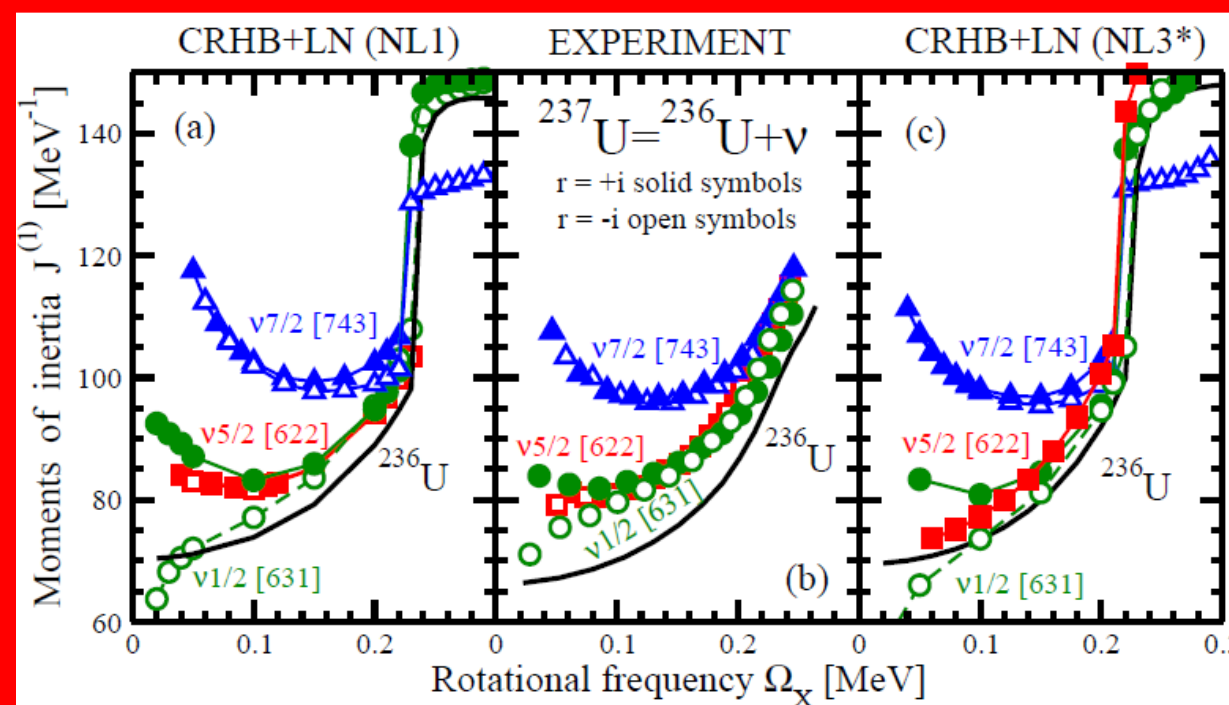 CRHB+LN (NL1) EXPERIMENT CRHB+LN (NL3*)
Moments of inertia J^(1) [MeV^-1]
140
120
100
80
60
(a)
ν7/2 [743]
ν5/2 [622]
236U
ν1/2 [631]
237U=236U+ν
r = +i solid symbols
r = -i open symbols
ν7/2 [743]
ν5/2 [622]
236U
ν1/2 [631]
(b)
(c)
ν7/2 [743]
ν5/2 [622]
236U
ν1/2 [631]
0 0.1 0.2 0 0.1 0.2 0 0.1 0.2
Rotational frequency Ωx [MeV]